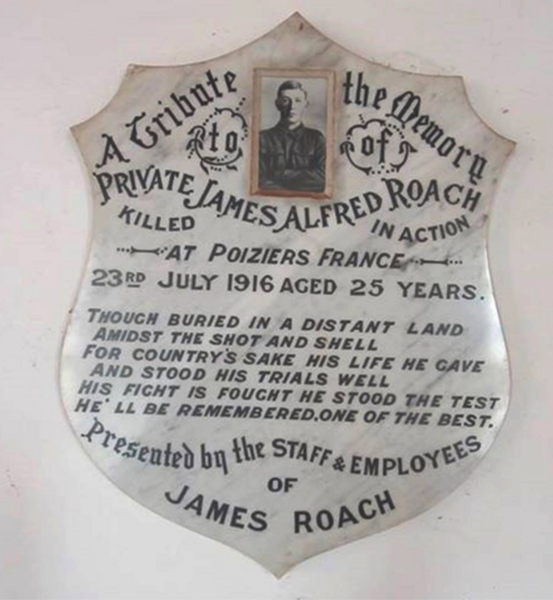 A Tribute to the Memory of
PRIVATE JAMES ALFRED ROACH
KILLED IN ACTION
AT POIZIERS FRANCE
23RD JULY 1916 AGED 25 YEARS.
THOUGH BURIED IN A DISTANT LAND
AMIDST THE SHOT AND SHELL
FOR COUNTRY'S SAKE HIS LIFE HE GAVE
AND STOOD HIS TRIALS WELL
HIS FIGHT IS FOUGHT HE STOOD THE TEST
HE'LL BE REMEMBERED, ONE OF THE BEST.
Presented by the STAFF & EMPLOYEES
OF
JAMES ROACH